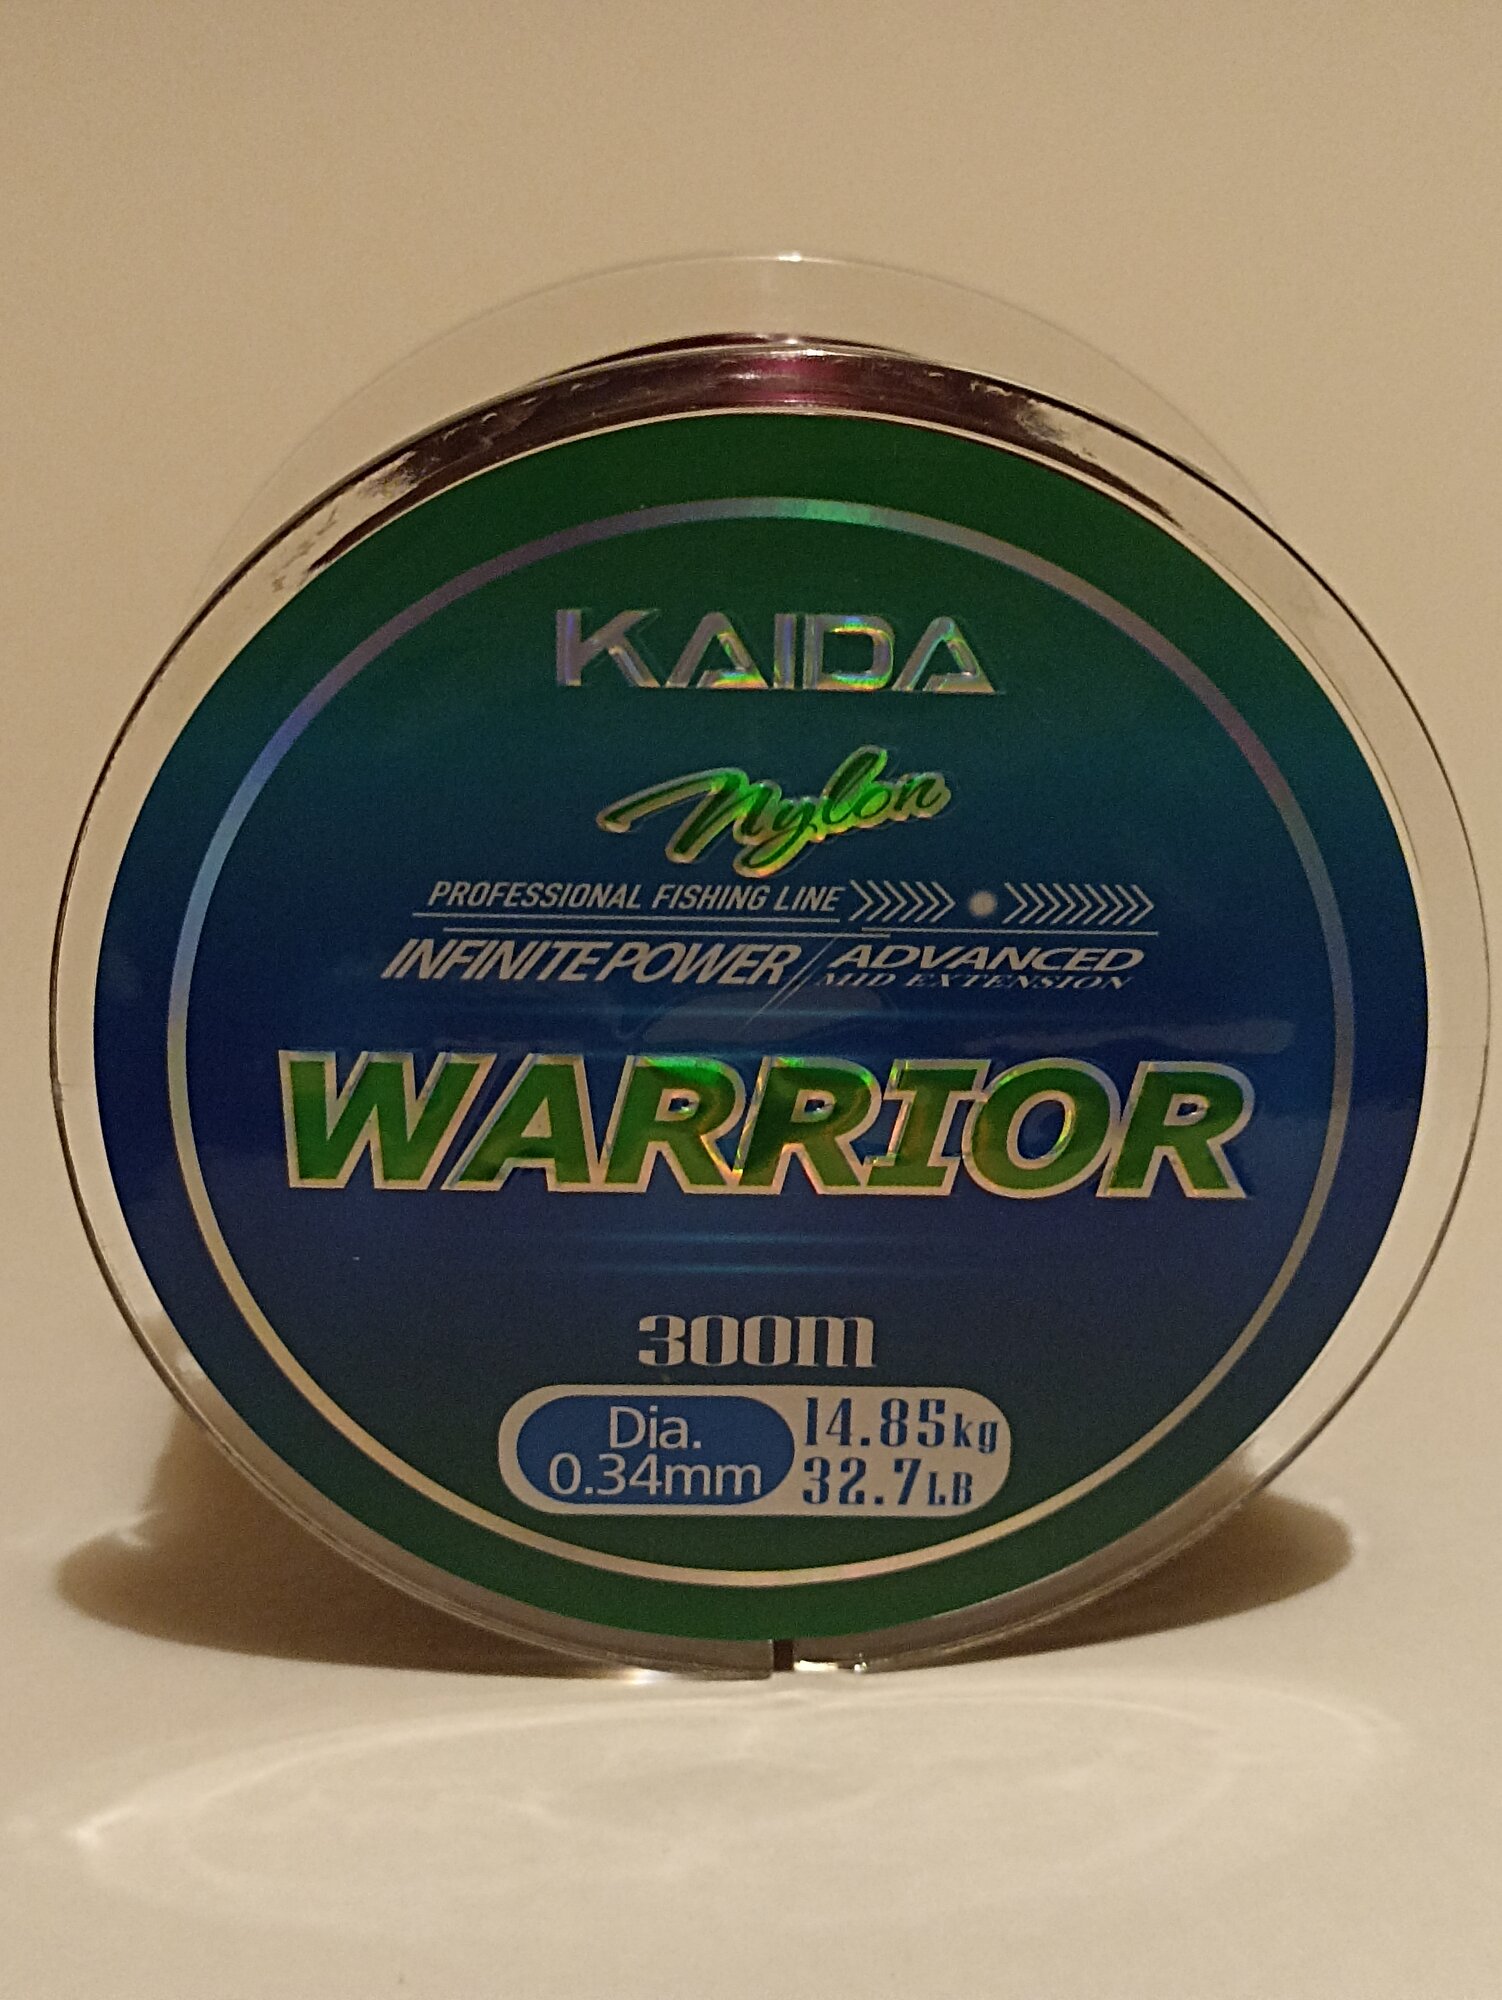 KAIDA
Nylon
PROFESSIONAL FISHING LINE
INFINITE POWER ADVANCED
MID EXTENSION
WARRIOR
300m
Dia. 14.85kg
0.34mm 32.7LB